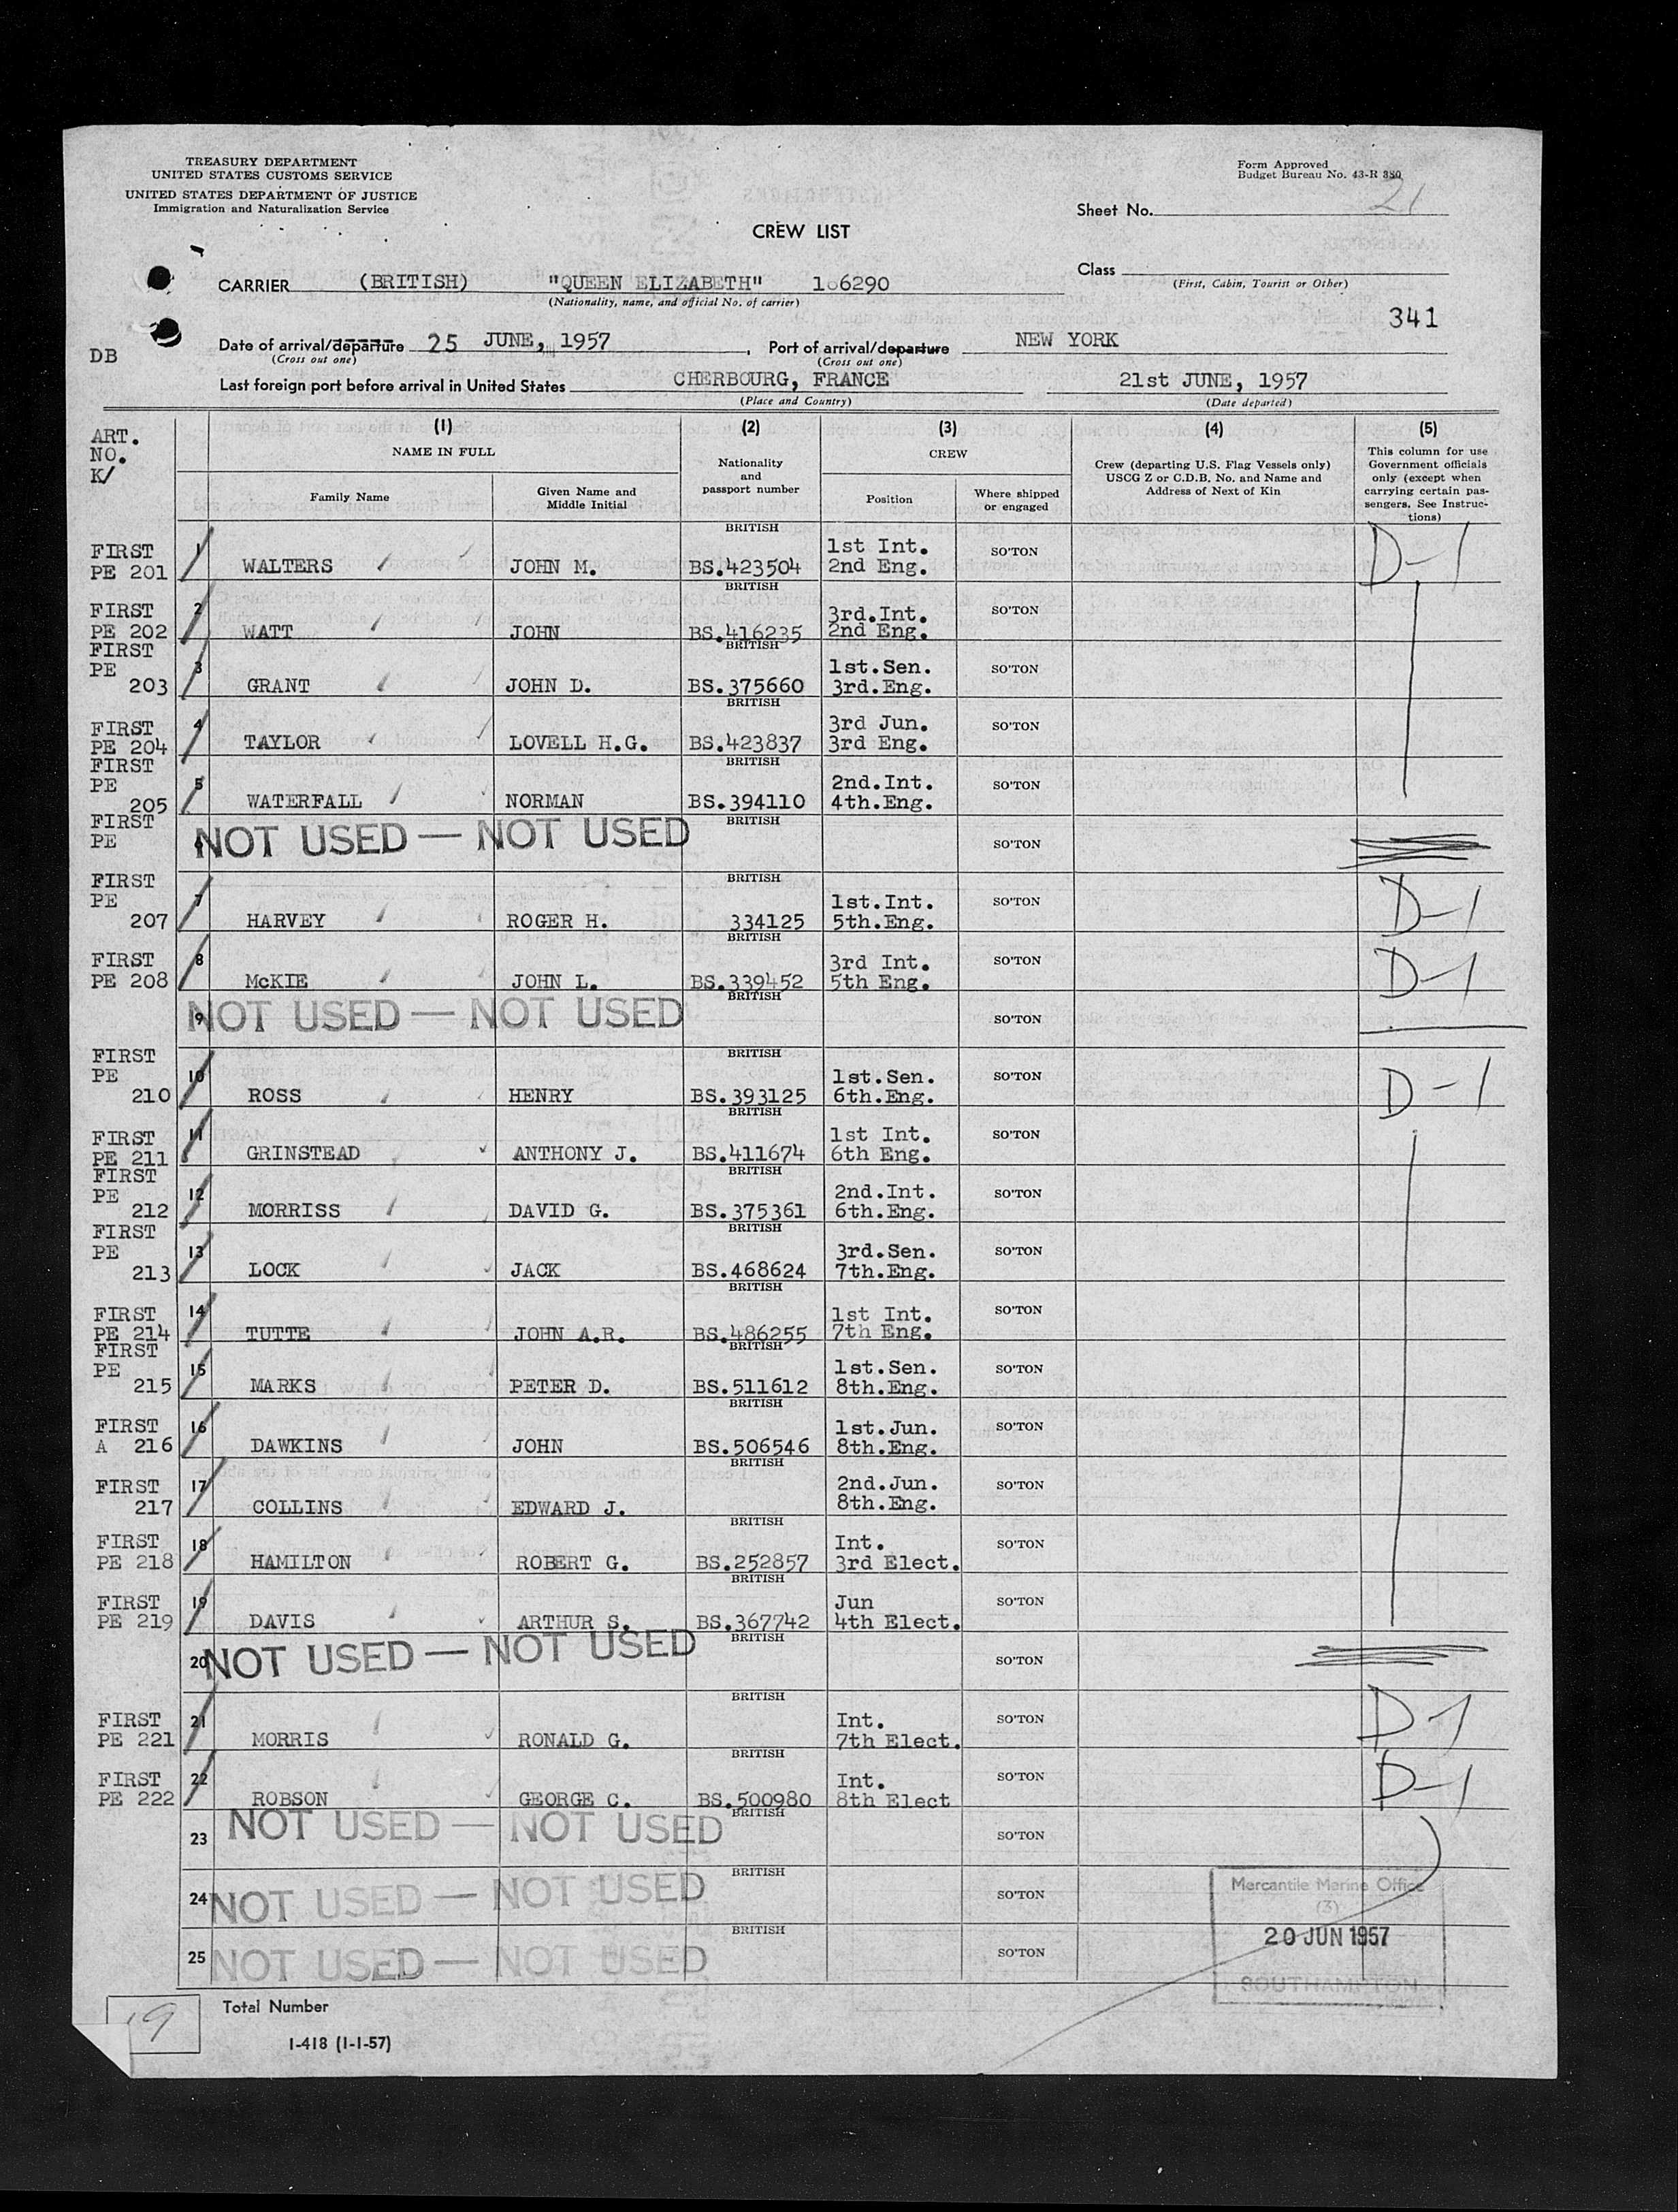 TREASURY DEPARTMENT
UNITED STATES CUSTOMS SERVICE
UNITED STATES DEPARTMENT OF JUSTICE
Immigration and Naturalization Service
Form Approved
Budget Bureau No. 43-R 380
Sheet No. 21
CREW LIST
Class
(First, Cabin, Tourist or Other)
CARRIER (BRITISH) "QUEEN ELIZABETH" 166290
(Nationality, name, and official No. of carrier)
341
DB
Date of arrival/departure 25 JUNE, 1957, Port of arrival/departure NEW YORK
(Cross out one) (Cross out one)
Last foreign port before arrival in United States CHERBOURG, FRANCE 21st JUNE, 1957
(Place and Country) (Date departed)
ART.
NO.
K/
(1) (2) (3) (4) (5)
NAME IN FULL
Family Name
Given Name and
Middle Initial
Nationality
and
passport number
CREW
Position
Where shipped
or engaged
Crew (departing U.S. Flag Vessels only)
USCG Z or C.D.B. No. and Name and
Address of Next of Kin
This column for use
Government officials
only (except when
carrying certain pas-
sengers. See Instruc-
tions)
BRITISH
FIRST 1 1st Int. SO'TON D-1
PE 201 WALTERS JOHN M. BS.423504 2nd Eng.
BRITISH
FIRST 2 3rd.Int. SO'TON
PE 202 WATT JOHN BS.416235 2nd Eng.
BRITISH
FIRST
PE 3 1st.Sen. SO'TON
203 GRANT JOHN D. BS.375660 3rd.Eng.
BRITISH
FIRST 4 3rd Jun. SO'TON
PE 204 TAYLOR LOVELL H.G. BS.423837 3rd Eng.
BRITISH
FIRST
PE 5 2nd.Int. SO'TON
205 WATERFALL NORMAN BS.394110 4th.Eng.
BRITISH
FIRST
PE 6 NOT USED — NOT USED SO'TON
BRITISH
FIRST
PE 7 1st.Int. SO'TON D-1
207 HARVEY ROGER H. 334125 5th.Eng.
BRITISH
FIRST 8 3rd Int. SO'TON D-1
PE 208 McKIE JOHN L. BS.339452 5th Eng.
BRITISH
9 NOT USED — NOT USED SO'TON
BRITISH
FIRST
PE 10 1st.Sen. SO'TON D-1
210 ROSS HENRY BS.393125 6th.Eng.
BRITISH
FIRST 11 1st Int. SO'TON
PE 211 GRINSTEAD ANTHONY J. BS.411674 6th Eng.
BRITISH
FIRST
PE 12 2nd.Int. SO'TON
212 MORRISS DAVID G. BS.375361 6th.Eng.
BRITISH
FIRST
PE 13 3rd.Sen. SO'TON
213 LOCK JACK BS.468624 7th.Eng.
BRITISH
FIRST 14 1st Int. SO'TON
PE 214 TUTTE JOHN A.R. BS.486255 7th Eng.
BRITISH
FIRST
PE 15 1st.Sen. SO'TON
215 MARKS PETER D. BS.511612 8th.Eng.
BRITISH
FIRST 16 1st.Jun. SO'TON
A 216 DAWKINS JOHN BS.506546 8th.Eng.
BRITISH
FIRST 17 2nd.Jun. SO'TON
217 COLLINS EDWARD J. 8th.Eng.
BRITISH
FIRST 18 Int. SO'TON
PE 218 HAMILTON ROBERT G. BS.252857 3rd Elect.
BRITISH
FIRST 19 Jun SO'TON
PE 219 DAVIS ARTHUR S. BS.367742 4th Elect.
BRITISH
20 NOT USED — NOT USED SO'TON
BRITISH
FIRST 21 Int. SO'TON D-1
PE 221 MORRIS RONALD G. 7th Elect.
BRITISH
FIRST 22 Int. SO'TON D-1
PE 222 ROBSON GEORGE C. BS.500980 8th Elect
BRITISH
23 NOT USED — NOT USED SO'TON
BRITISH
24 NOT USED — NOT USED SO'TON
BRITISH
25 NOT USED — NOT USED SO'TON
Mercantile Marine Office
(3)
20 JUN 1957
SOUTHAMPTON
19 Total Number
I-418 (1-1-57)